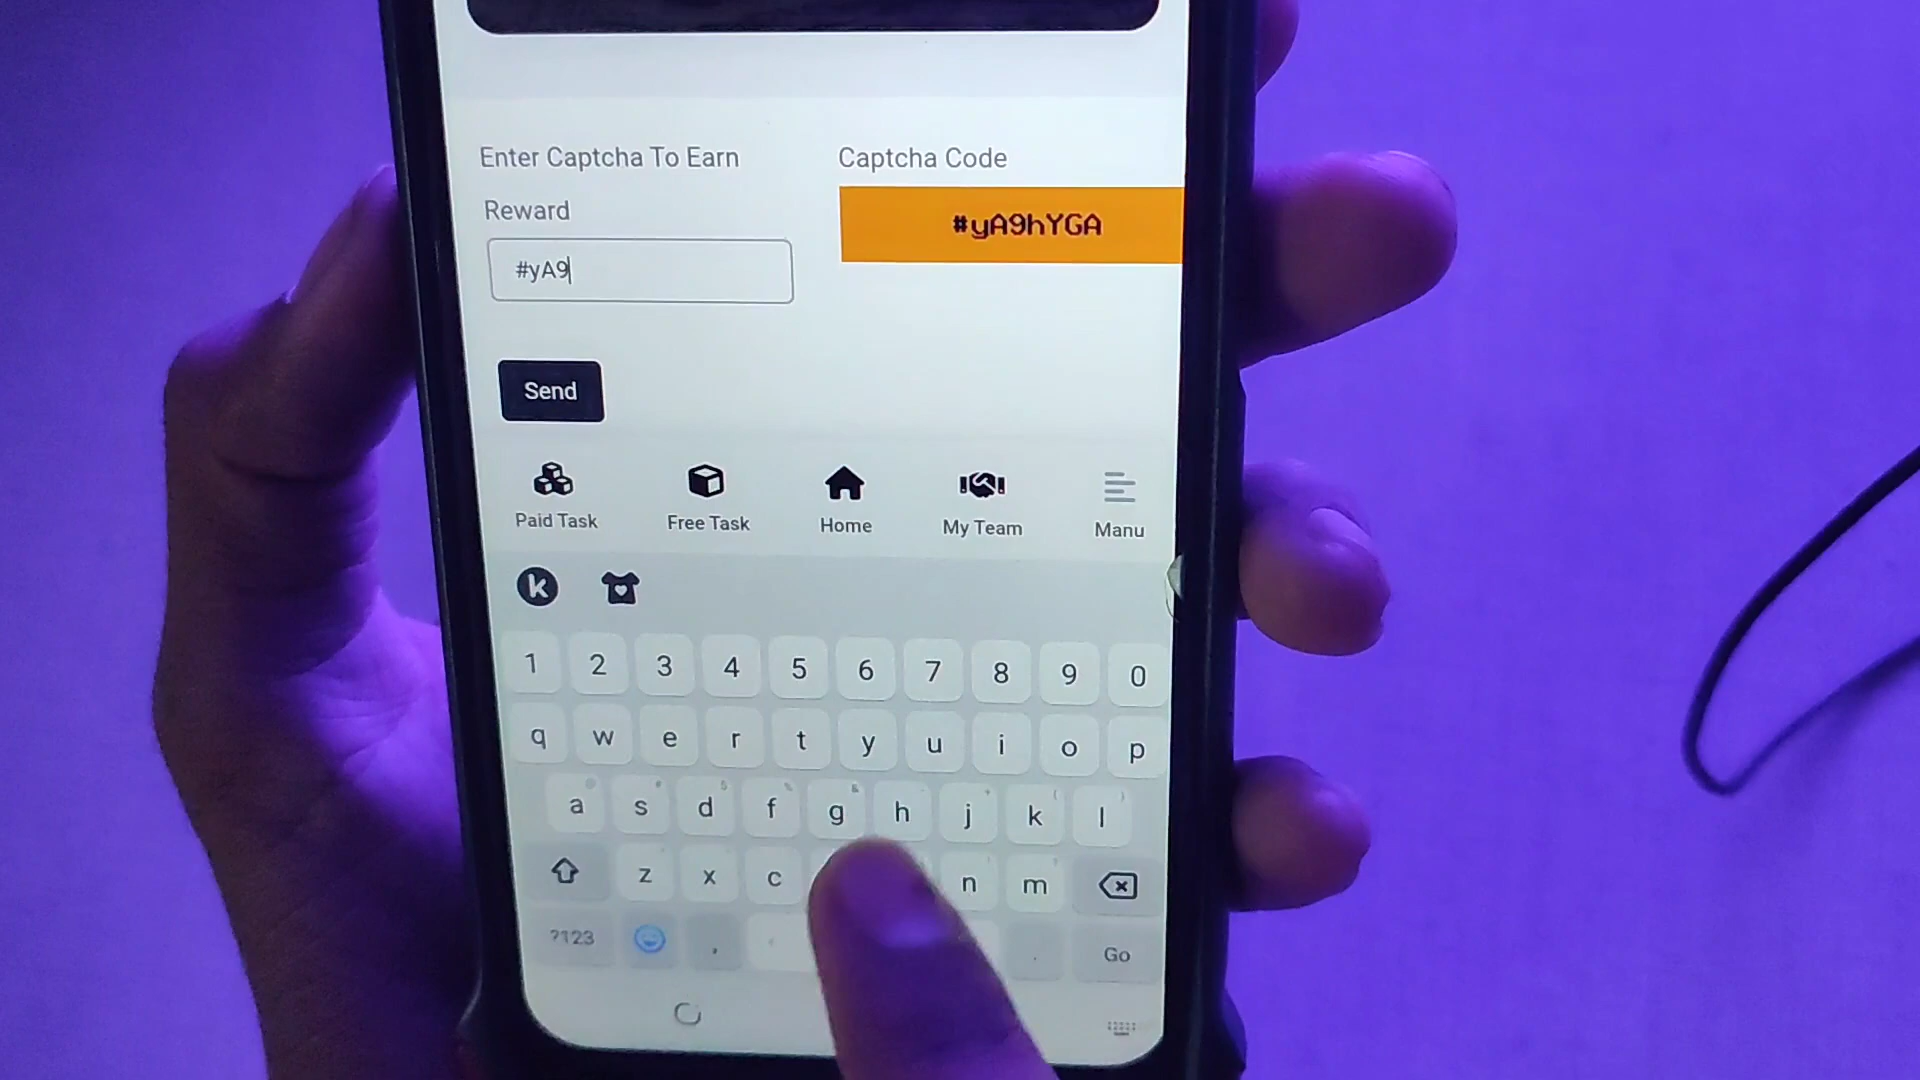 Enter Captcha To Earn
Reward
#yA9
Captcha Code
#yA9hYGA
Send
Paid Task
Free Task
Home
My Team
Manu
k
1 2 3 4 5 6 7 8 9 0
q w e r t y u i o p
a s d f g h j k l
z x c n m
?123 , . Go